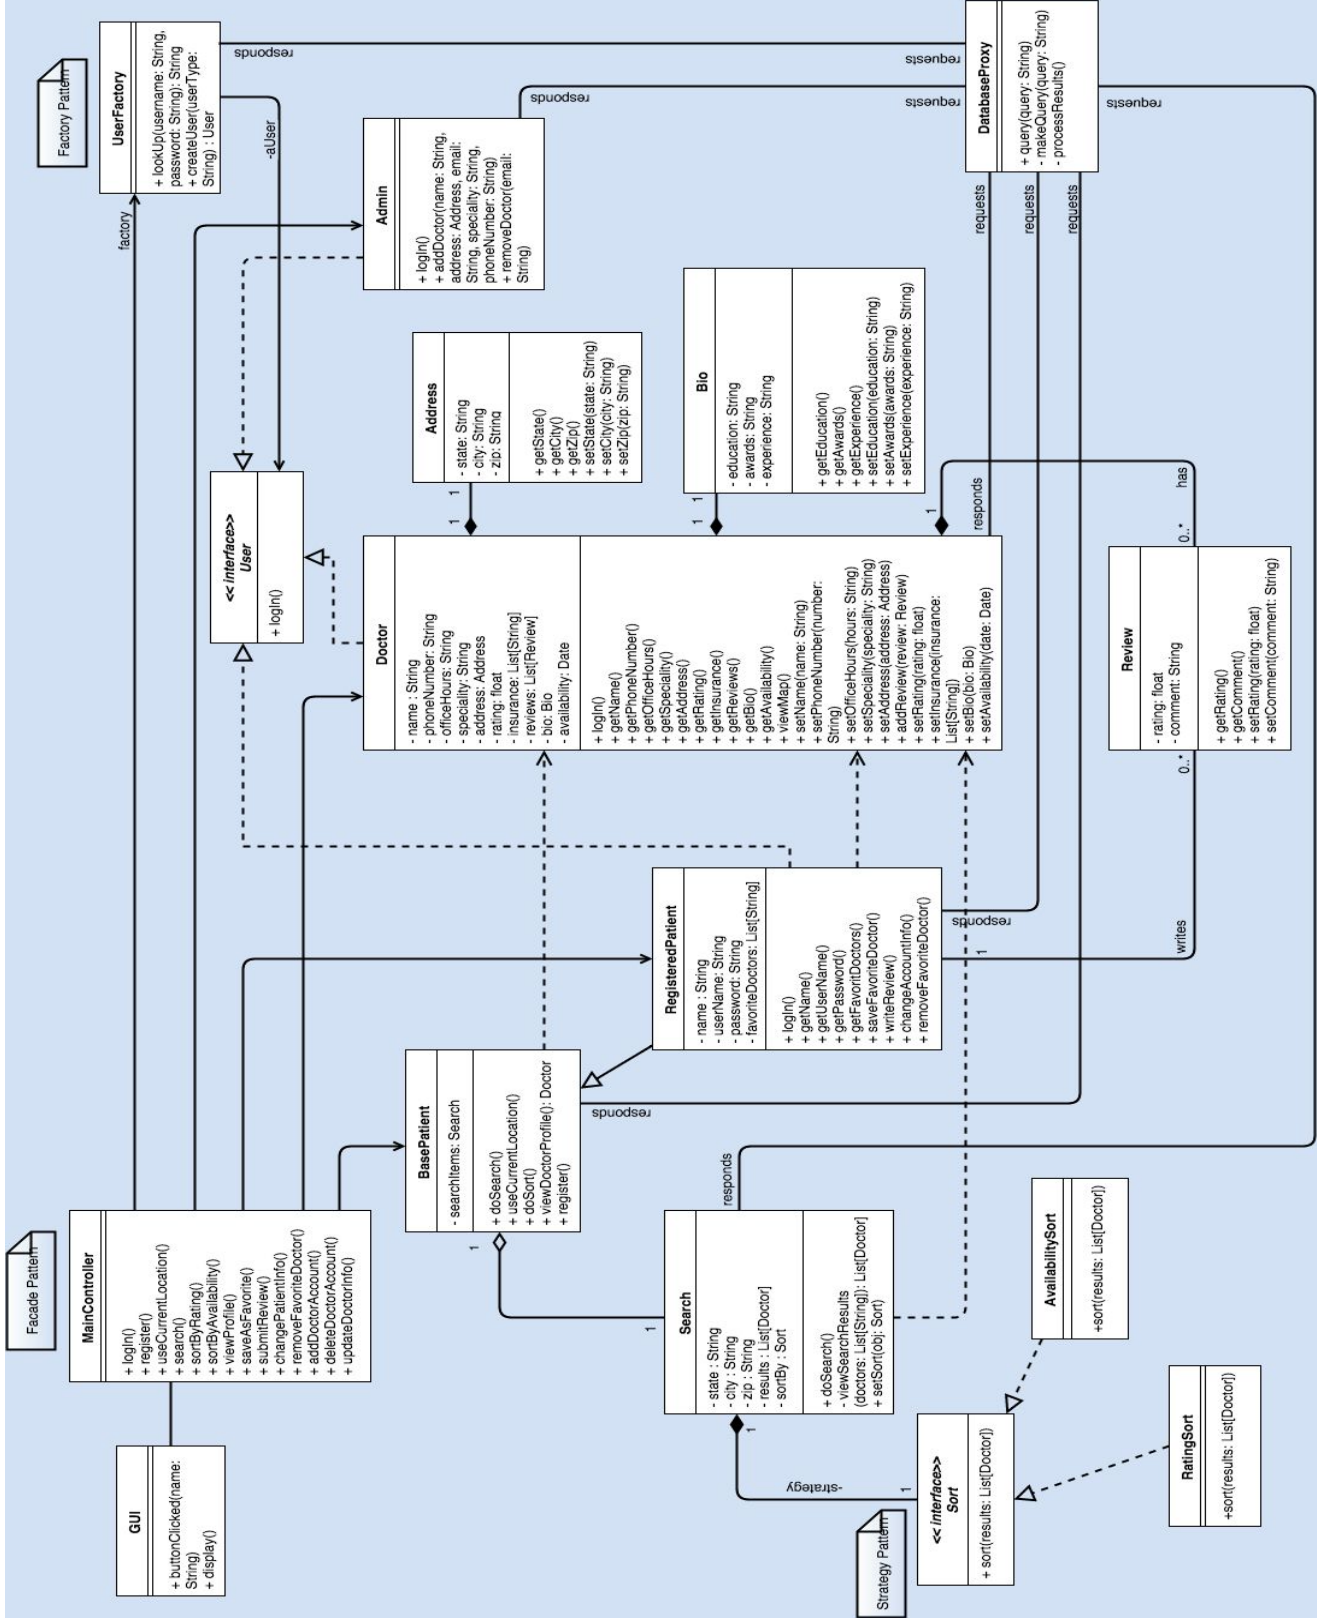 Facade Pattern
Factory Pattern
GUI
+ buttonClicked(name:
String)
+ display()
MainController
+ logIn()
+ register()
+ useCurrentLocation()
+ search()
+ sortByRating()
+ sortByAvailability()
+ viewProfile()
+ saveAsFavorite()
+ submitReview()
+ changePatientInfo()
+ removeFavoriteDoctor()
+ addDoctorAccount()
+ deleteDoctorAccount()
+ updateDoctorInfo()
factory
UserFactory
+ lookUp(username: String,
password: String): String
+ createUser(userType:
String) : User
-aUser
responds
requests
<< interface>>
User
+ logIn()
Admin
+ logIn()
+ addDoctor(name: String,
address: Address, email:
String, speciality: String,
phoneNumber: String)
+ removeDoctor(email:
String)
responds
requests
BasePatient
- searchItems: Search
+ doSearch()
+ useCurrentLocation()
+ doSort()
+ viewDoctorProfile(): Doctor
+ register()
1
responds
Doctor
- name : String
- phoneNumber: String
- officeHours: String
- speciality: String
- address: Address
- rating: float
- insurance: List[String]
- reviews: List[Review]
- bio: Bio
- availability: Date
+ logIn()
+ getName()
+ getPhoneNumber()
+ getOfficeHours()
+ getSpeciality()
+ getAddress()
+ getRating()
+ getInsurance()
+ getReviews()
+ getBio()
+ getAvailability()
+ viewMap()
+ setName(name: String)
+ setPhoneNumber(number:
String)
+ setOfficeHours(hours: String)
+ setSpeciality(speciality: String)
+ setAddress(address: Address)
+ addReview(review: Review)
+ setRating(rating: float)
+ setInsurance(insurance:
List[String])
+ setBio(bio: Bio)
+ setAvailability(date: Date)
1
1
Address
- state: String
- city: String
- zip: String
+ getState()
+ getCity()
+ getZip()
+ setState(state: String)
+ setCity(city: String)
+ setZip(zip: String)
1
1
Bio
- education: String
- awards: String
- experience: String
+ getEducation()
+ getAwards()
+ getExperience()
+ setEducation(education: String)
+ setAwards(awards: String)
+ setExperience(experience: String)
1
responds
RegisteredPatient
- name : String
- userName: String
- password: String
- favoriteDoctors: List[String]
+ logIn()
+ getName()
+ getUserName()
+ getPassword()
+ getFavoritDoctors()
+ saveFavoriteDoctor()
+ writeReview()
+ changeAccountInfo()
+ removeFavoriteDoctor()
responds
1
writes
0..*
Review
- rating: float
- comment: String
+ getRating()
+ getComment()
+ setRating(rating: float)
+ setComment(comment: String)
0..*
has
DatabaseProxy
+ query(query: String)
- makeQuery(query: String)
- processResults()
requests
requests
requests
requests
1
Search
- state : String
- city : String
- zip : String
- results : List[Doctor]
- sortBy : Sort
+ doSearch()
- viewSearchResults
(doctors: List[String]): List[Doctor]
+ setSort(obj: Sort)
responds
1
-strategy
1
Strategy Pattern
<< interface>>
Sort
+ sort(results: List[Doctor])
AvailabilitySort
+sort(results: List[Doctor])
RatingSort
+sort(results: List[Doctor])